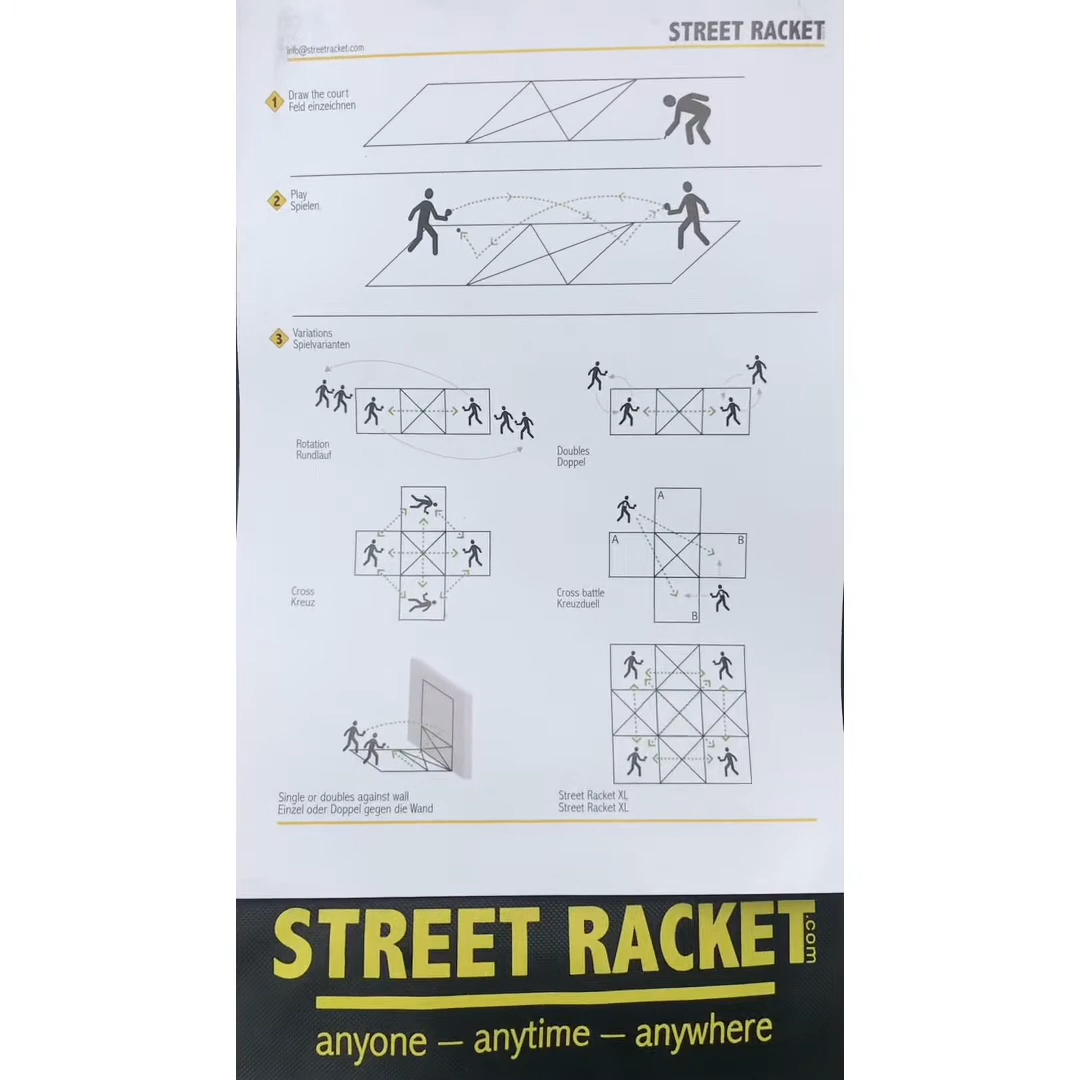 info@streetracket.com
STREET RACKET
1
Draw the court
Feld einzeichnen
2
Play
Spielen
3
Variations
Spielvarianten
Rotation
Rundlauf
Doubles
Doppel
Cross
Kreuz
A
A
B
B
Cross battle
Kreuzduell
Single or doubles against wall
Einzel oder Doppel gegen die Wand
Street Racket XL
Street Racket XL
STREET RACKET.com
anyone – anytime – anywhere